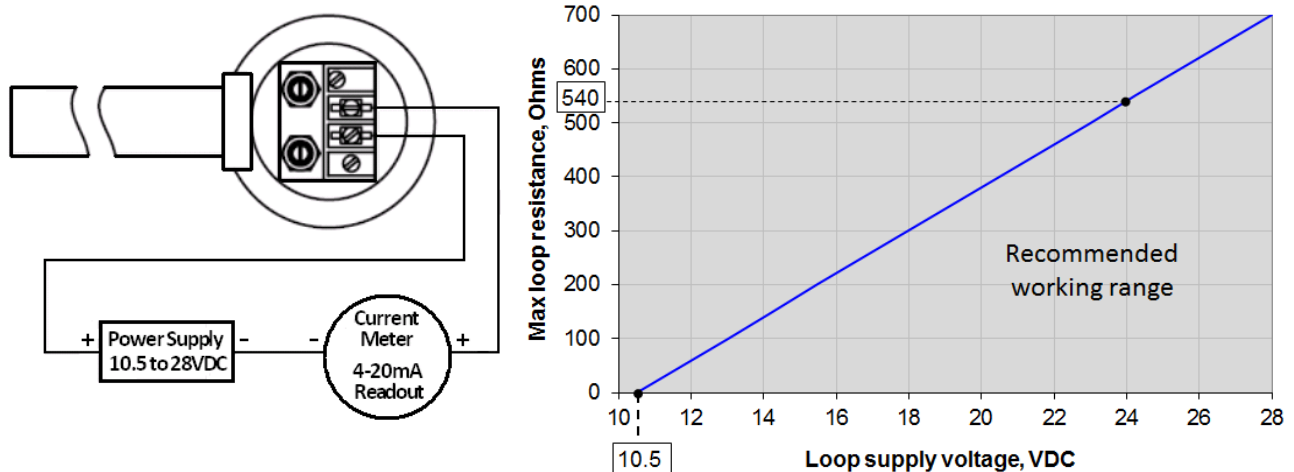 +
Power Supply
10.5 to 28VDC
-
-
Current
Meter
4-20mA
Readout
+
Max loop resistance, Ohms
700
600
540
500
400
300
200
100
0
Recommended
working range
10
12
14
16
18
20
22
24
26
28
10.5
Loop supply voltage, VDC